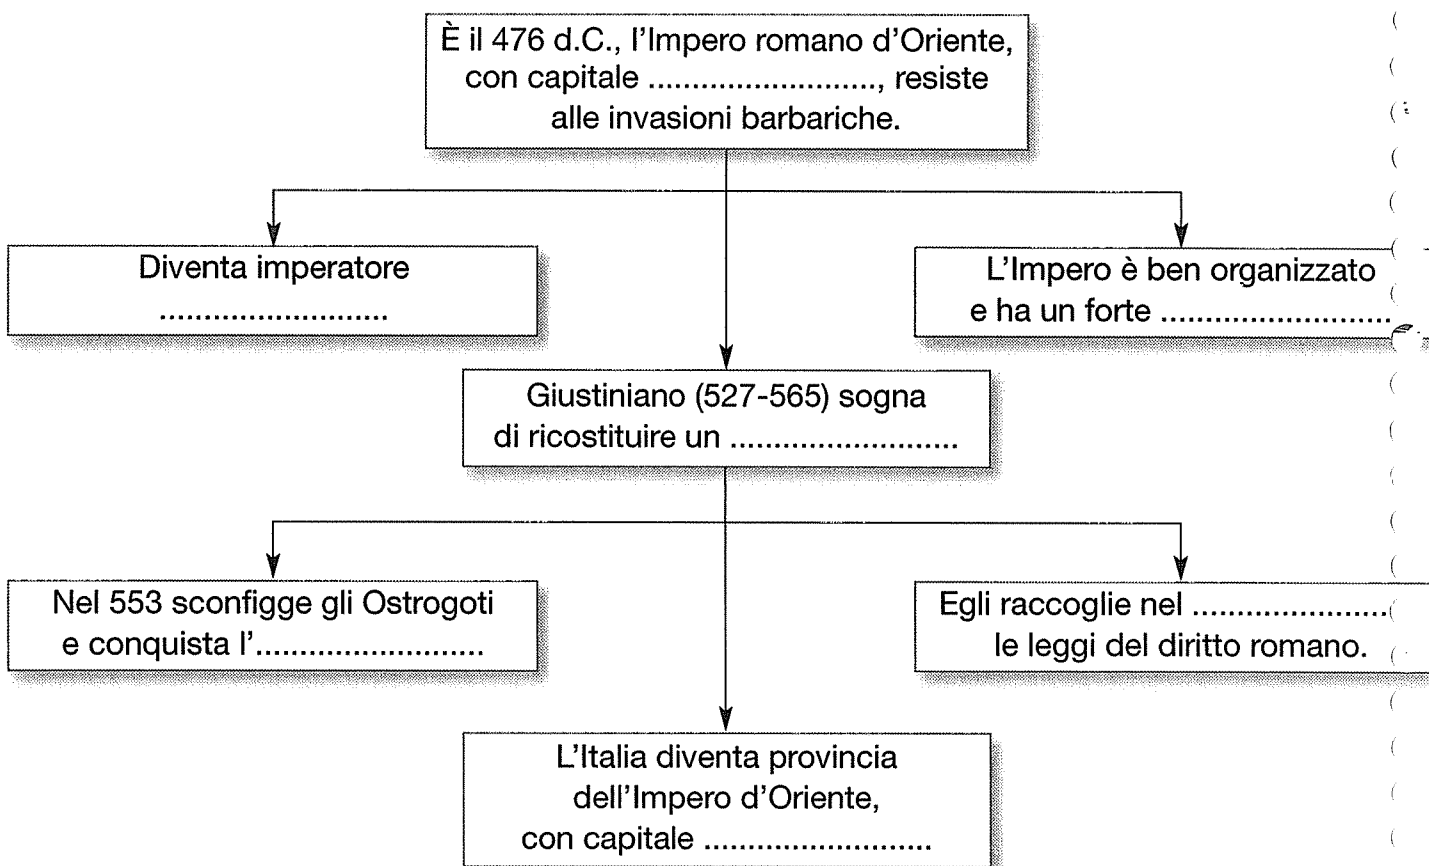 È il 476 d.C., l'Impero romano d'Oriente,
con capitale .........................., resiste
alle invasioni barbariche.
Diventa imperatore
..........................
L'Impero è ben organizzato
e ha un forte ..........................
Giustiniano (527-565) sogna
di ricostituire un ..........................
Nel 553 sconfigge gli Ostrogoti
e conquista l'..........................
Egli raccoglie nel ......................
le leggi del diritto romano.
L'Italia diventa provincia
dell'Impero d'Oriente,
con capitale ..........................